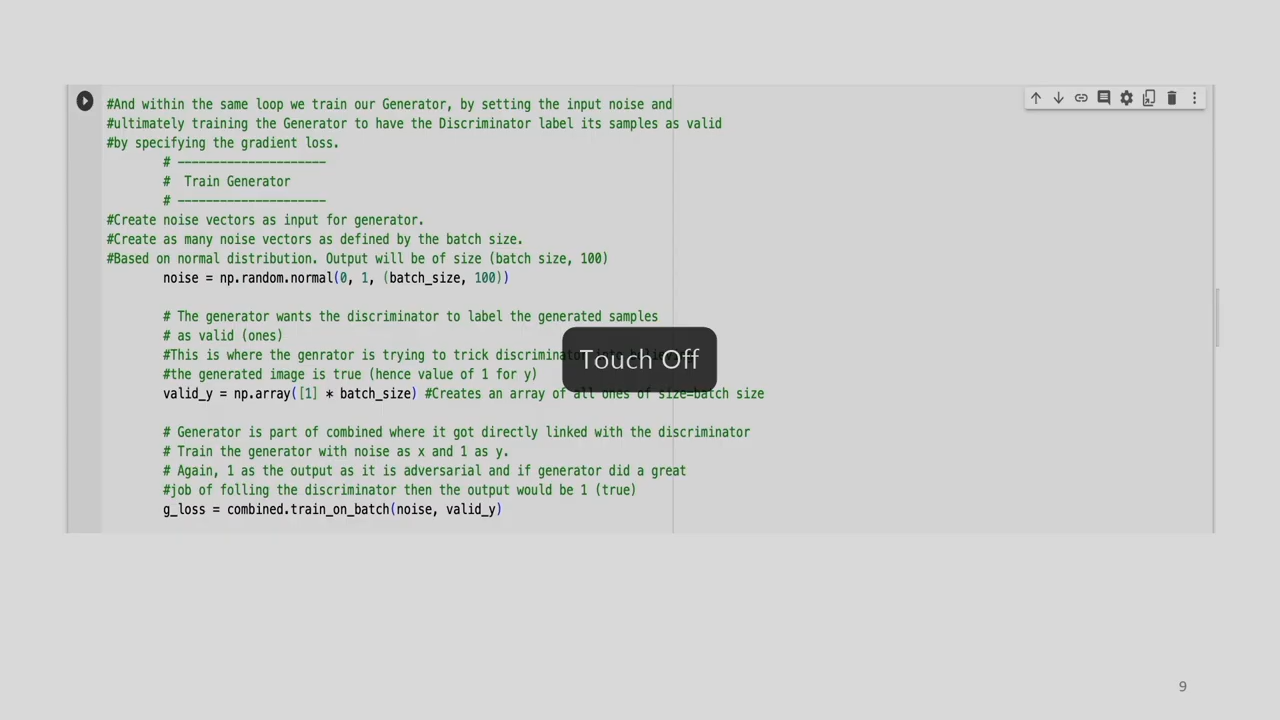 #And within the same loop we train our Generator, by setting the input noise and
#ultimately training the Generator to have the Discriminator label its samples as valid
#by specifying the gradient loss.
# ---------------------
# Train Generator
# ---------------------
#Create noise vectors as input for generator.
#Create as many noise vectors as defined by the batch size.
#Based on normal distribution. Output will be of size (batch size, 100)
noise = np.random.normal(0, 1, (batch_size, 100))
# The generator wants the discriminator to label the generated samples
# as valid (ones)
#This is where the genrator is trying to trick
Touch Off
#the generated image is true (hence value of 1 for y)
valid_y = np.array([1] * batch_size) #Creates an array of all ones of size=batch size
# Generator is part of combined where it got directly linked with the discriminator
# Train the generator with noise as x and 1 as y.
# Again, 1 as the output as it is adversarial and if generator did a great
#job of folling the discriminator then the output would be 1 (true)
g_loss = combined.train_on_batch(noise, valid_y)
9